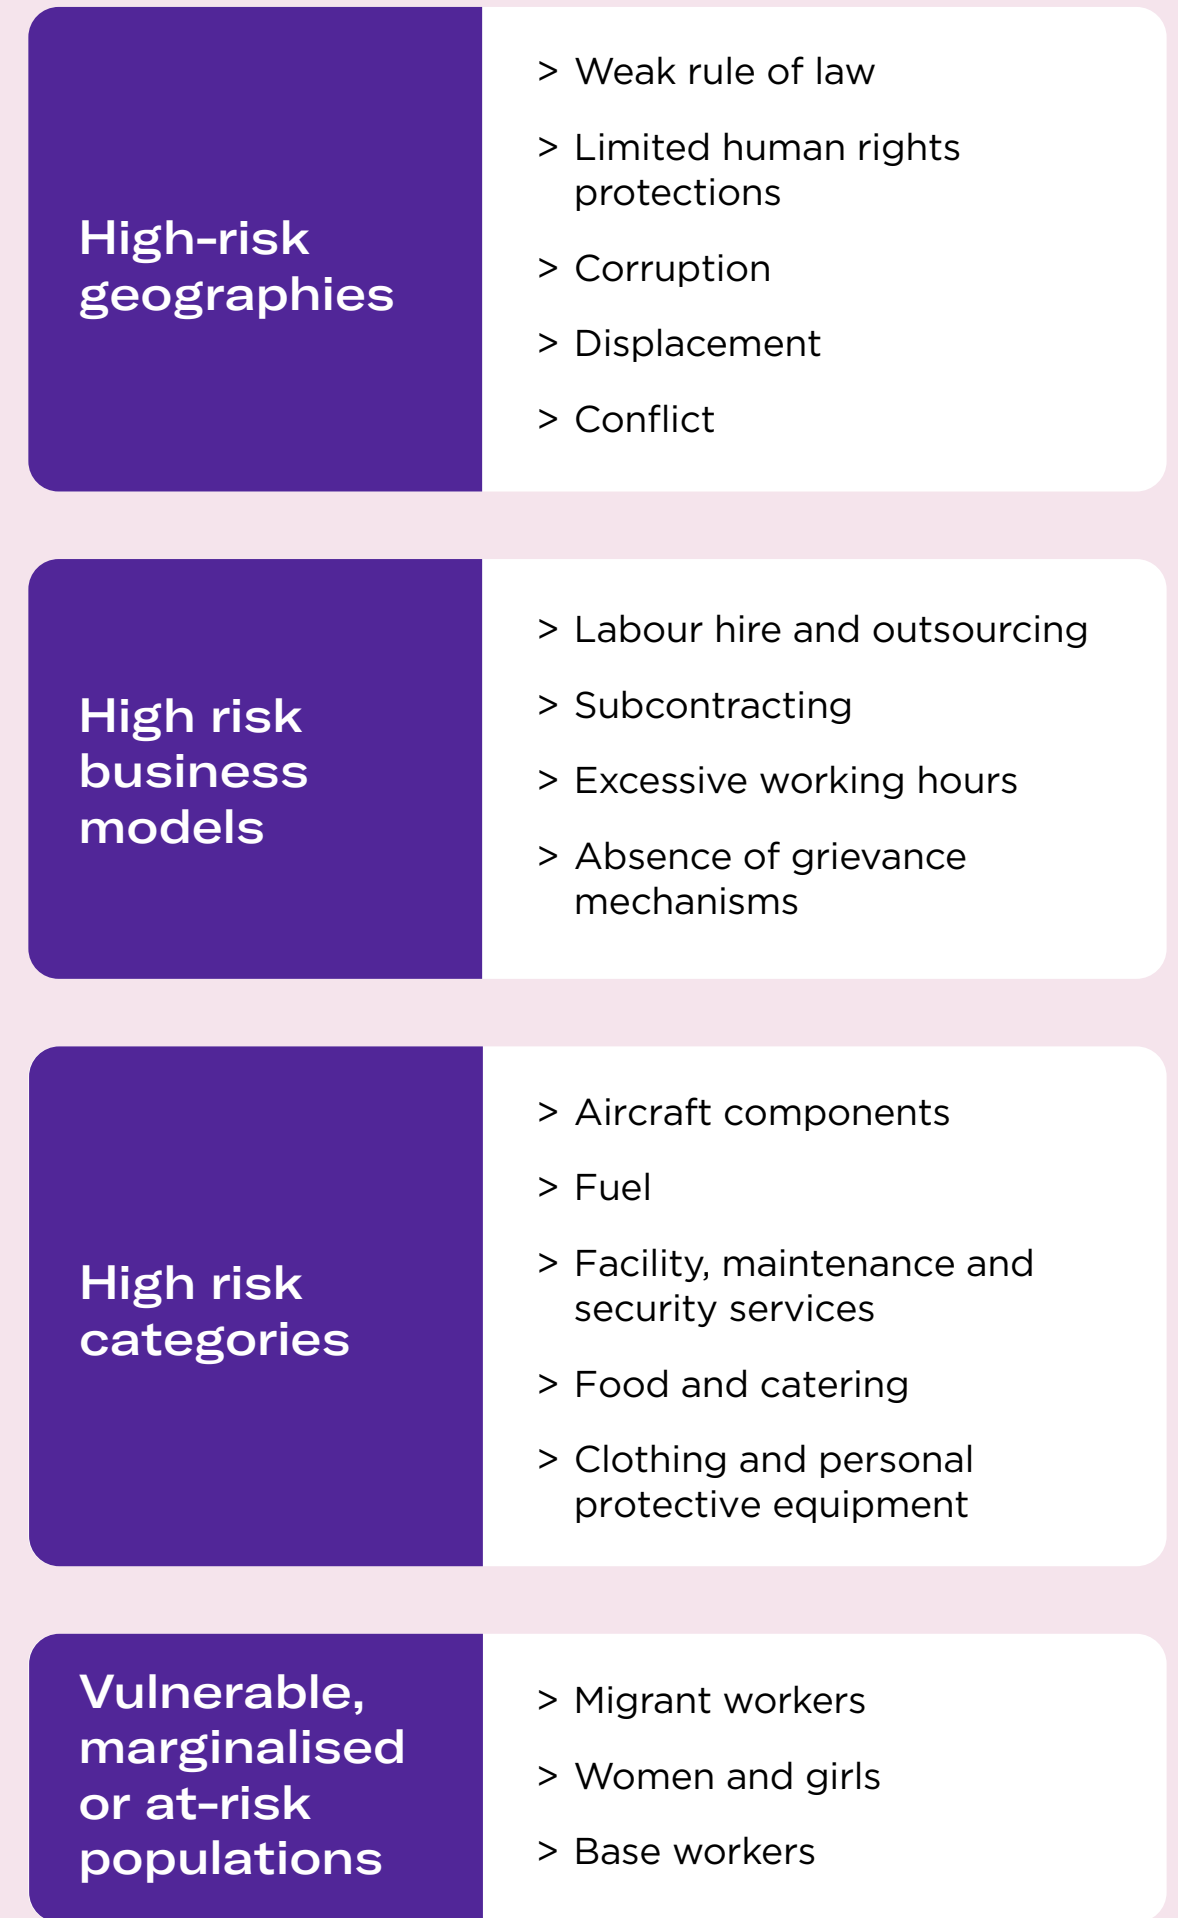 High-risk
geographies
> Weak rule of law
> Limited human rights
protections
> Corruption
> Displacement
> Conflict
High risk
business
models
> Labour hire and outsourcing
> Subcontracting
> Excessive working hours
> Absence of grievance
mechanisms
High risk
categories
> Aircraft components
> Fuel
> Facility, maintenance and
security services
> Food and catering
> Clothing and personal
protective equipment
Vulnerable,
marginalised
or at-risk
populations
> Migrant workers
> Women and girls
> Base workers